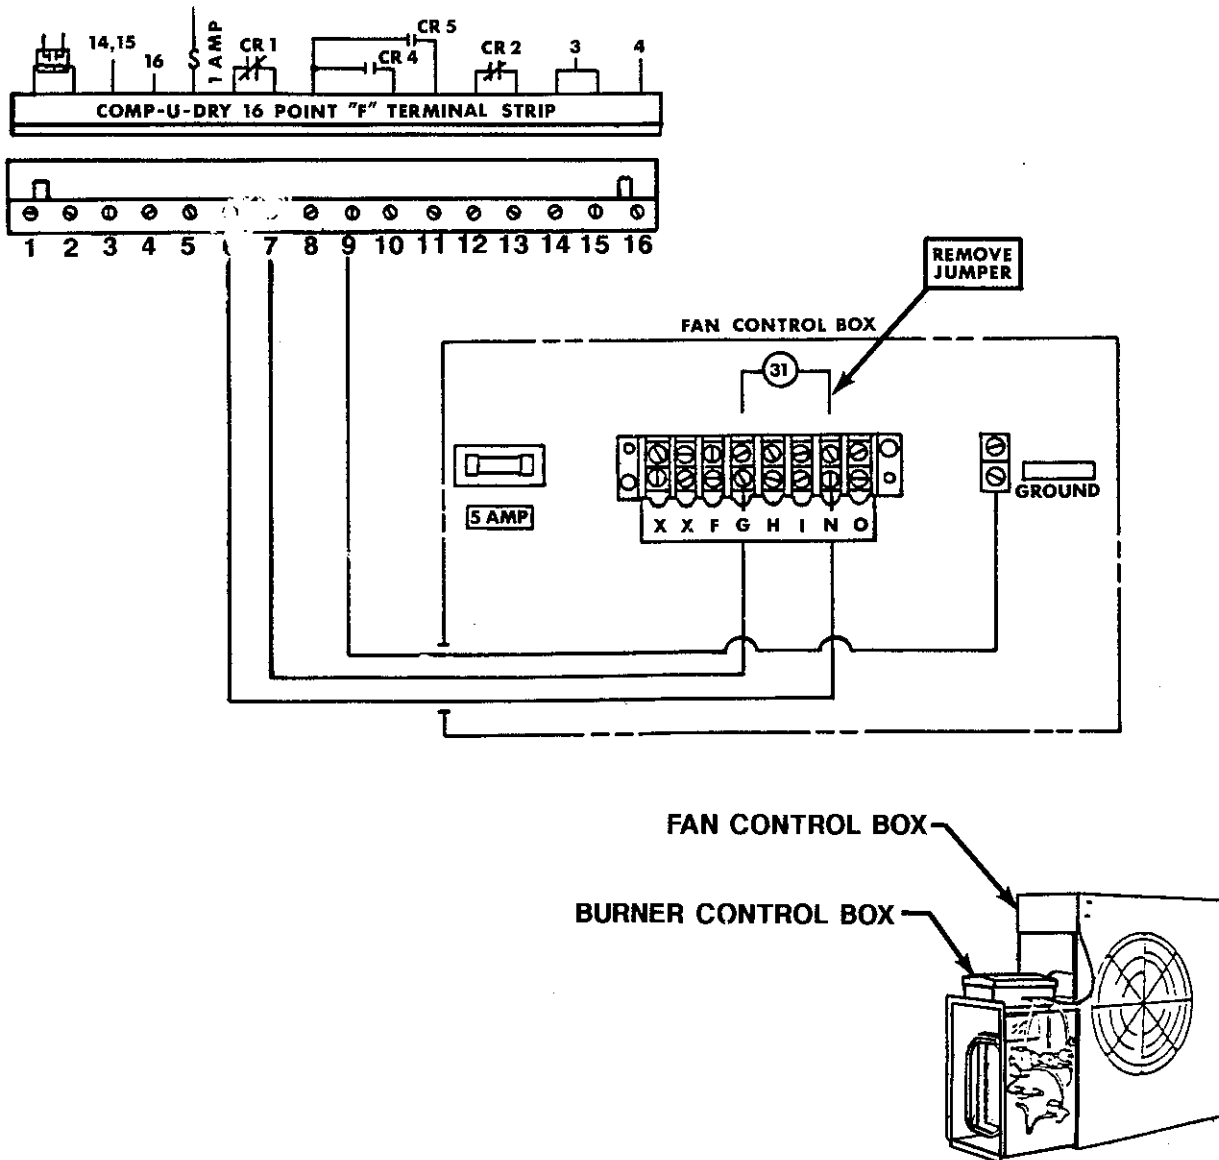 14,15
16
S
1 AMP
CR 1
CR 5
CR 4
CR 2
3
4
COMP-U-DRY 16 POINT "F" TERMINAL STRIP
1 2 3 4 5 7 8 9 10 11 12 13 14 15 16
REMOVE
JUMPER
FAN CONTROL BOX
31
5 AMP
X X F G H I N O
GROUND
FAN CONTROL BOX
BURNER CONTROL BOX